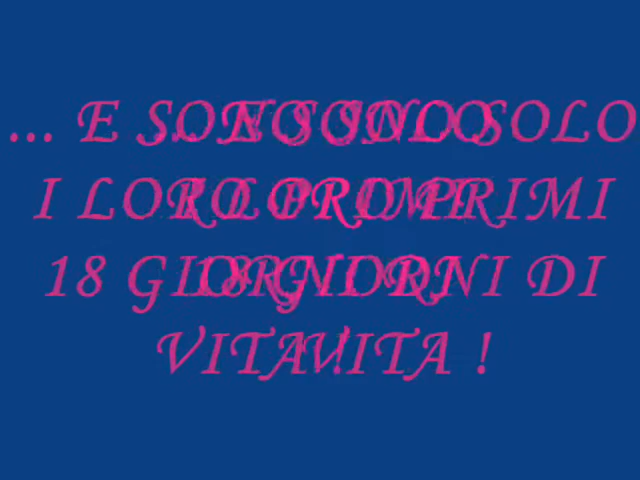 ... E SONO SOLO
I LORO PRIMI
18 GIORNI DI
VITA !